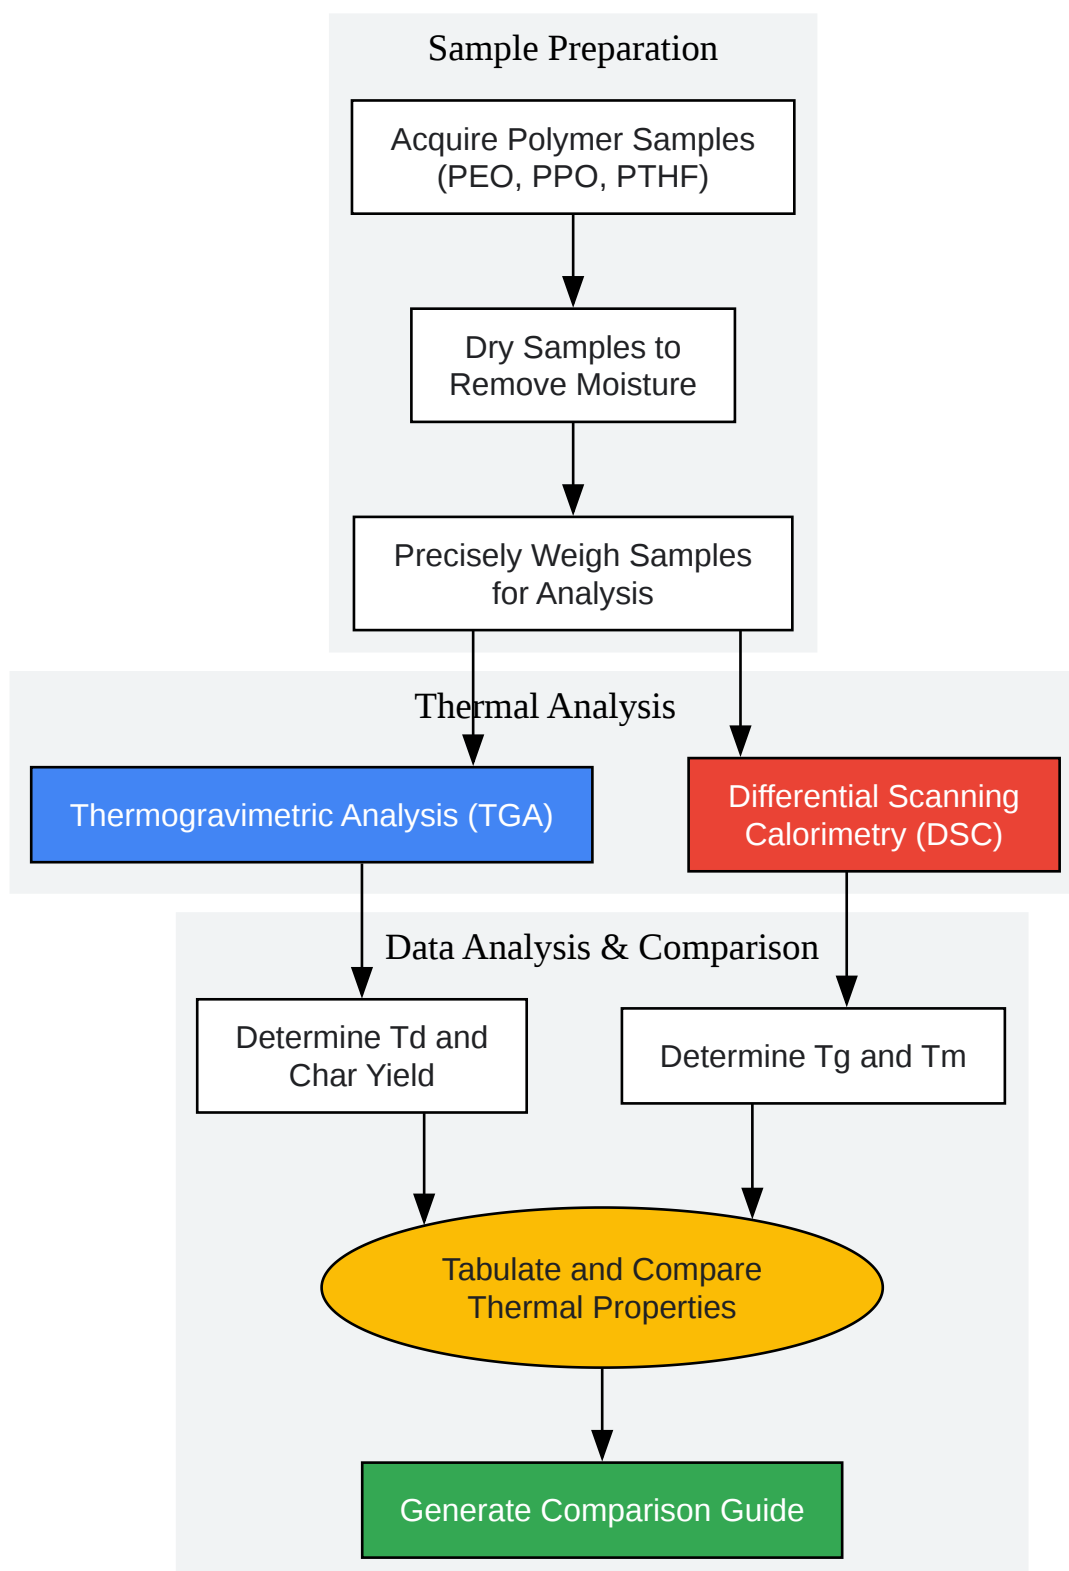 Sample Preparation
Acquire Polymer Samples
(PEO, PPO, PTHF)
Dry Samples to
Remove Moisture
Precisely Weigh Samples
for Analysis
Thermal Analysis
Thermogravimetric Analysis (TGA)
Differential Scanning
Calorimetry (DSC)
Data Analysis & Comparison
Determine Td and
Char Yield
Determine Tg and Tm
Tabulate and Compare
Thermal Properties
Generate Comparison Guide